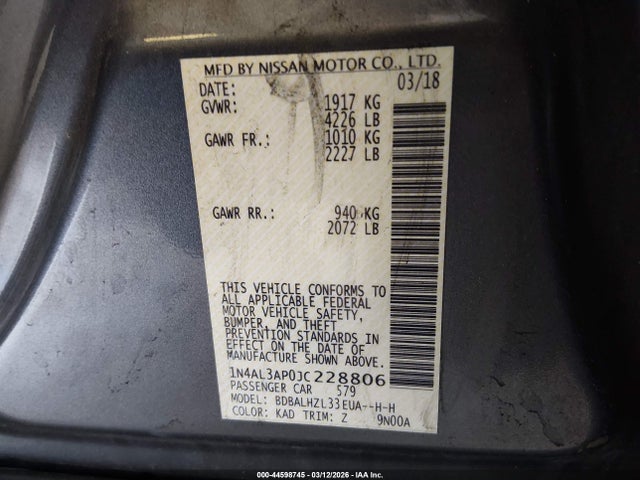 MFD BY NISSAN MOTOR CO., LTD.
DATE: 03/18
GVWR: 1917 KG
4226 LB
GAWR FR.: 1010 KG
2227 LB
GAWR RR.: 940 KG
2072 LB
THIS VEHICLE CONFORMS TO
ALL APPLICABLE FEDERAL
MOTOR VEHICLE SAFETY,
BUMPER, AND THEFT
PREVENTION STANDARDS IN
EFFECT ON THE DATE OF
MANUFACTURE SHOWN ABOVE.
1N4AL3AP0JC228806
PASSENGER CAR 579
MODEL: BDBALHZL33EUA--H-H
COLOR: KAD TRIM: Z 9N00A
000-44598745 - 03/12/2026 - IAA Inc.